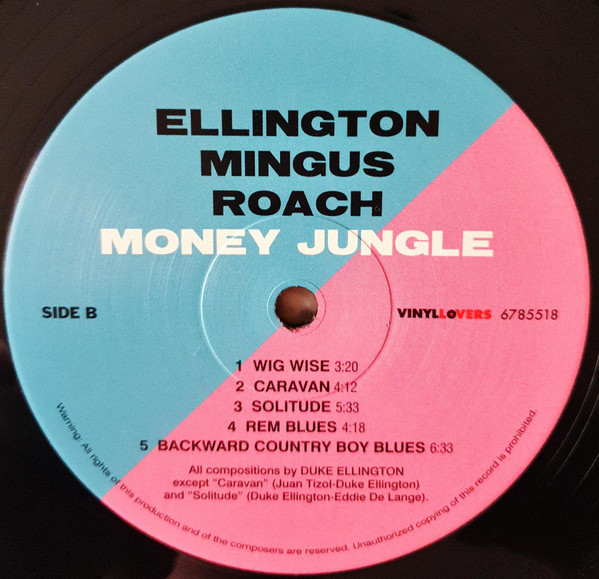 ELLINGTON
MINGUS
ROACH
MONEY JUNGLE
SIDE B
VINYLLOVERS 6785518
1 WIG WISE 3:20
2 CARAVAN 4:12
3 SOLITUDE 5:33
4 REM BLUES 4:18
5 BACKWARD COUNTRY BOY BLUES 6:33
All compositions by DUKE ELLINGTON
except "Caravan" (Juan Tizol-Duke Ellington)
and "Solitude" (Duke Ellington-Eddie De Lange).
Warning: All rights of this production and of the composers are reserved. Unauthorized copying of this record is prohibited.